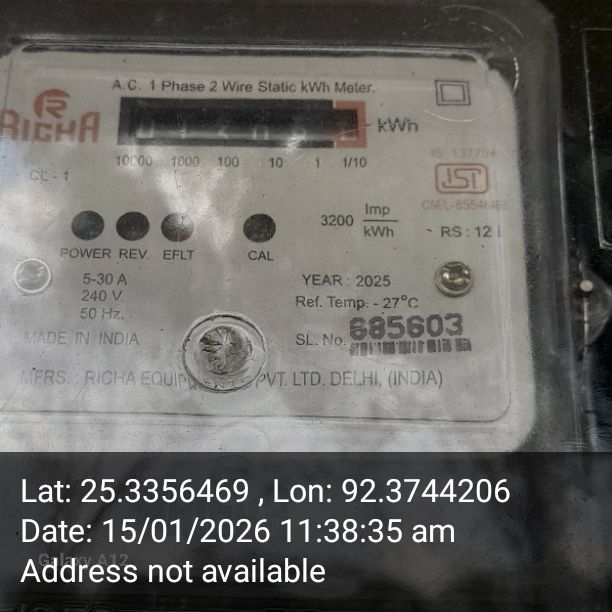 A.C. 1 Phase 2 Wire Static kWh Meter.
R
RICHA
kWh
10000 1000 100 10 1 1/10
CL - 1
3200 Imp
kWh
RS : 12
POWER REV. EFLT CAL
5-30 A
240 V.
50 Hz.
YEAR : 2025
Ref. Temp. - 27°C
MADE IN INDIA
SL. No. 685603
MFRS. : RICHA PVT. LTD. DELHI, (INDIA)
Lat: 25.3356469 , Lon: 92.3744206
Date: 15/01/2026 11:38:35 am
Galaxy A12
Address not available